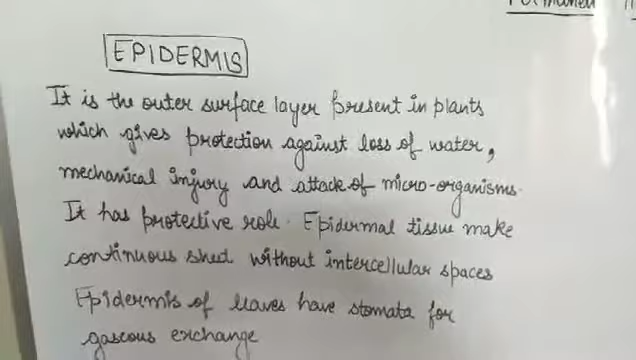 EPIDERMIS
It is the outer surface layer present in plants
which gives protection against loss of water,
mechanical injury and attack of micro-organisms.
It has protective role. Epidermal tissue make
continuous shed without intercellular spaces
Epidermis of leaves have stomata for
gaseous exchange